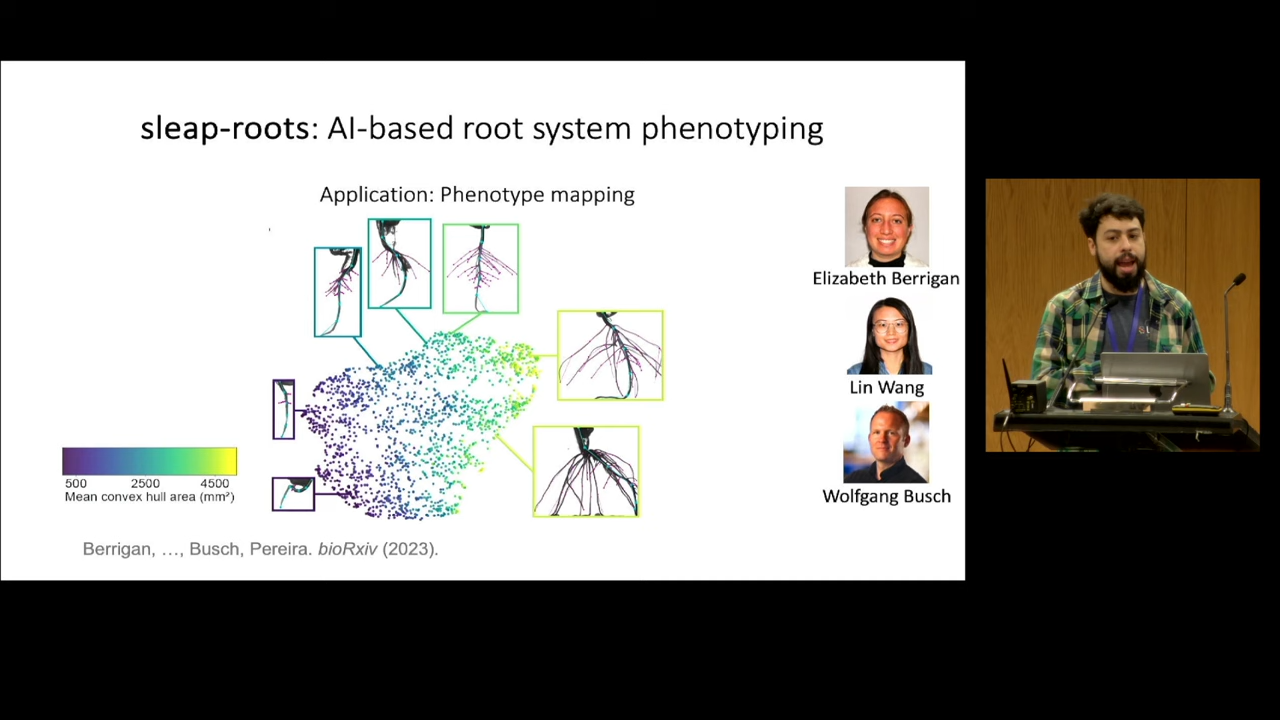 sleap-roots: AI-based root system phenotyping
Application: Phenotype mapping
Elizabeth Berrigan
Lin Wang
Wolfgang Busch
500 2500 4500
Mean convex hull area (mm²)
Berrigan, …, Busch, Pereira. bioRxiv (2023).